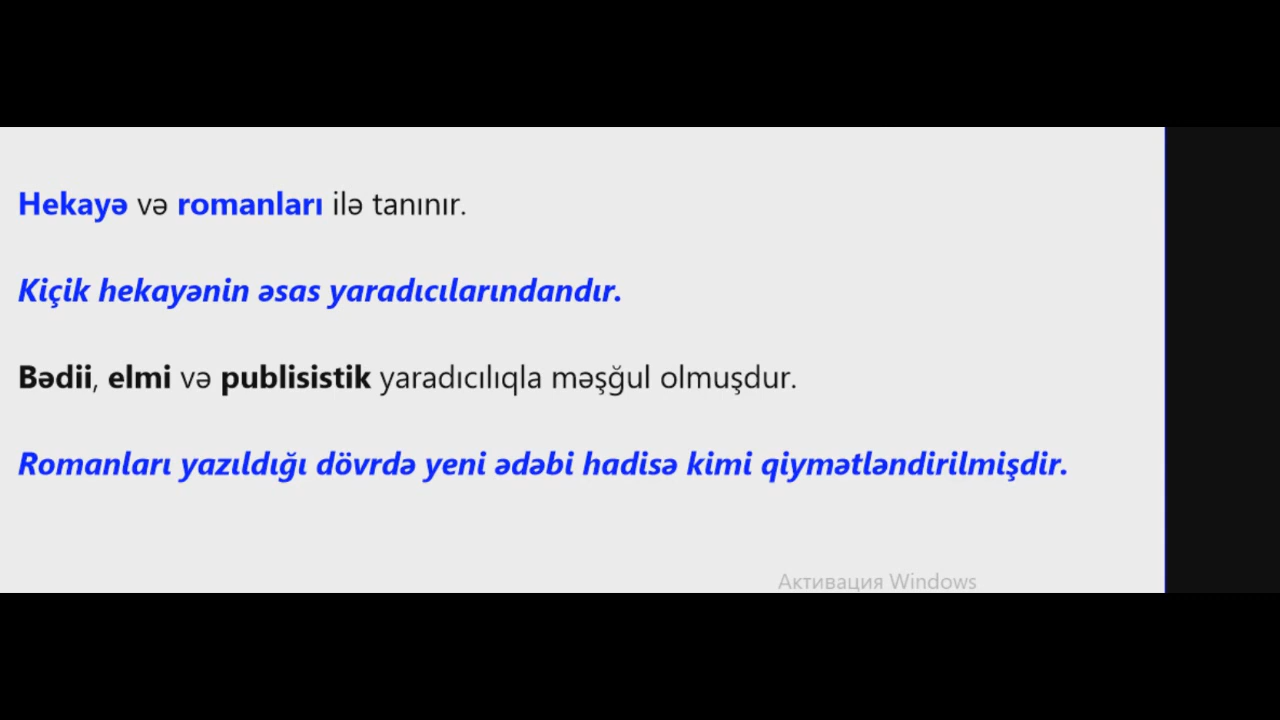 Hekayə və romanları ilə tanınır.
Kiçik hekayənin əsas yaradıcılarındandır.
Bədii, elmi və publisistik yaradıcılıqla məşğul olmuşdur.
Romanları yazıldığı dövrdə yeni ədəbi hadisə kimi qiymətləndirilmişdir.
Активация Windows